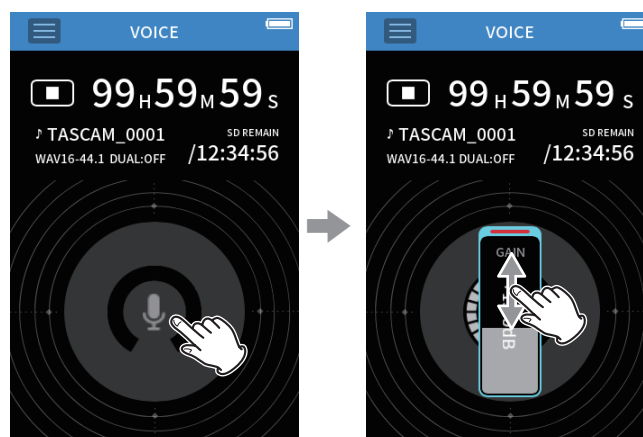 VOICE
99H59M59S
♪ TASCAM_0001
SD REMAIN
WAV16-44.1 DUAL:OFF
/12:34:56
VOICE
99H59M59S
♪ TASCAM_0001
SD REMAIN
WAV16-44.1 DUAL:OFF
/12:34:56
GAIN
dB